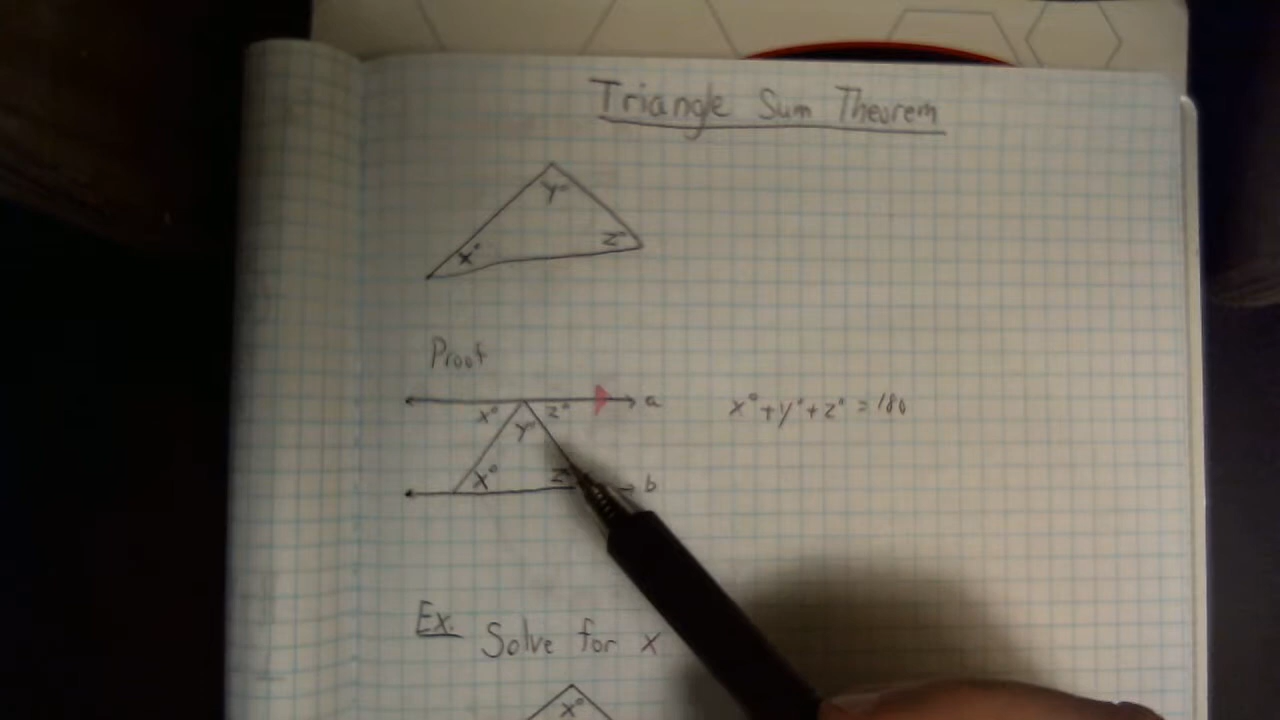 Triangle Sum Theorem
y°
x° z
Proof
a
x° z° x°+y°+z° = 180
y°
x° z
b
Ex. Solve for x
x°